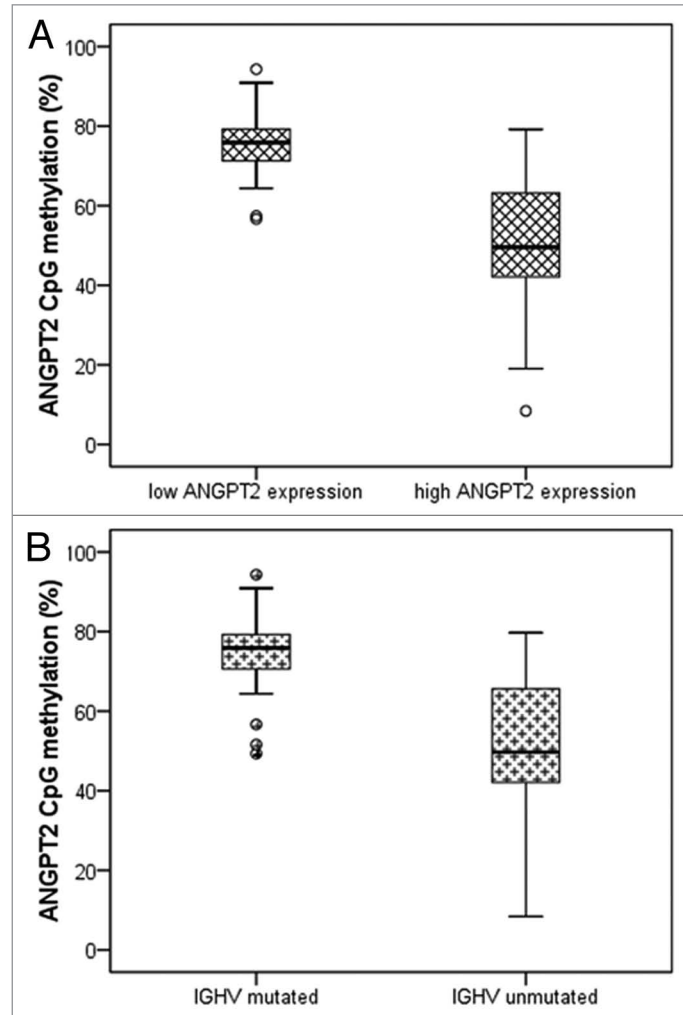 A
ANGPT2 CpG methylation (%)
100
80
60
40
20
0
low ANGPT2 expression
high ANGPT2 expression
B
ANGPT2 CpG methylation (%)
100
80
60
40
20
0
IGHV mutated
IGHV unmutated